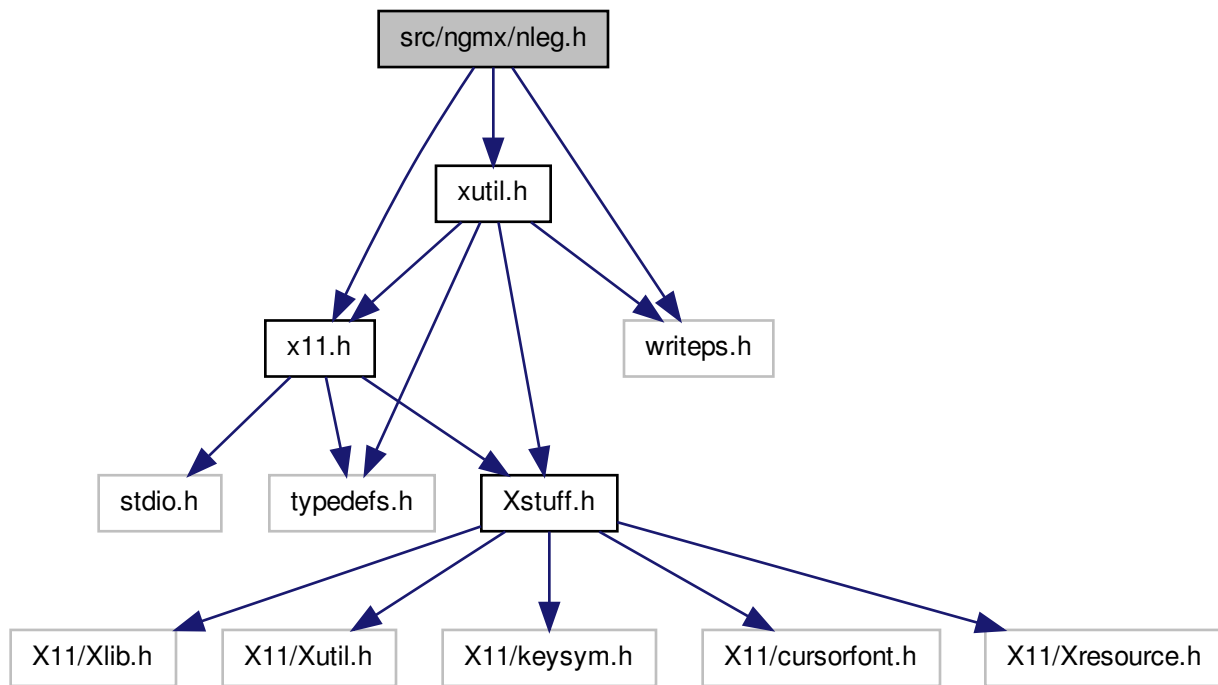 src/ngmx/nleg.h
xutil.h
x11.h
writeps.h
stdio.h
typedefs.h
Xstuff.h
X11/Xlib.h
X11/Xutil.h
X11/keysym.h
X11/cursorfont.h
X11/Xresource.h